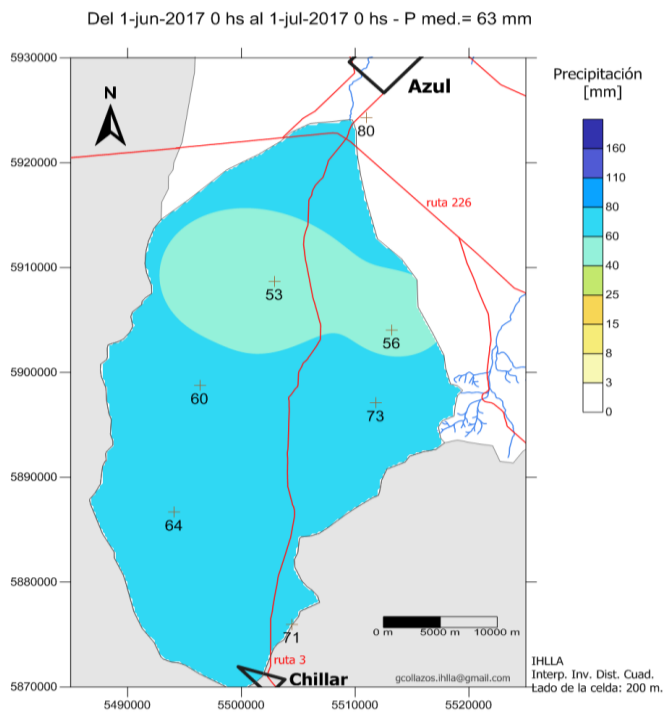 Del 1-jun-2017 0 hs al 1-jul-2017 0 hs - P med.= 63 mm
5930000
Azul
N
80
5920000
ruta 226
5910000
53
56
5900000
60
73
5890000
64
5880000
71
0 m 5000 m 10000 m
ruta 3
Chillar
gcollazos.ihlla@gmail.com
5870000
5490000 5500000 5510000 5520000
Precipitación
[mm]
160
110
80
60
40
25
15
8
3
0
IHLLA
Interp. Inv. Dist. Cuad.
Lado de la celda: 200 m.